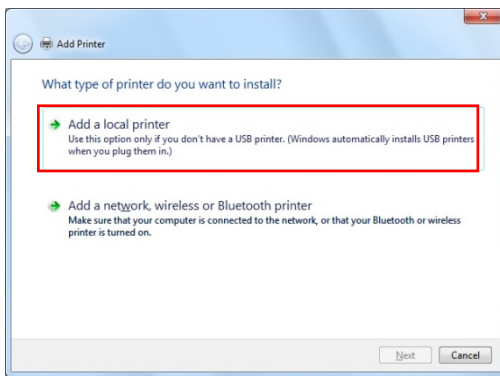 Add Printer
What type of printer do you want to install?
Add a local printer
Use this option only if you don't have a USB printer. (Windows automatically installs USB printers
when you plug them in.)
Add a network, wireless or Bluetooth printer
Make sure that your computer is connected to the network, or that your Bluetooth or wireless
printer is turned on.
Next Cancel